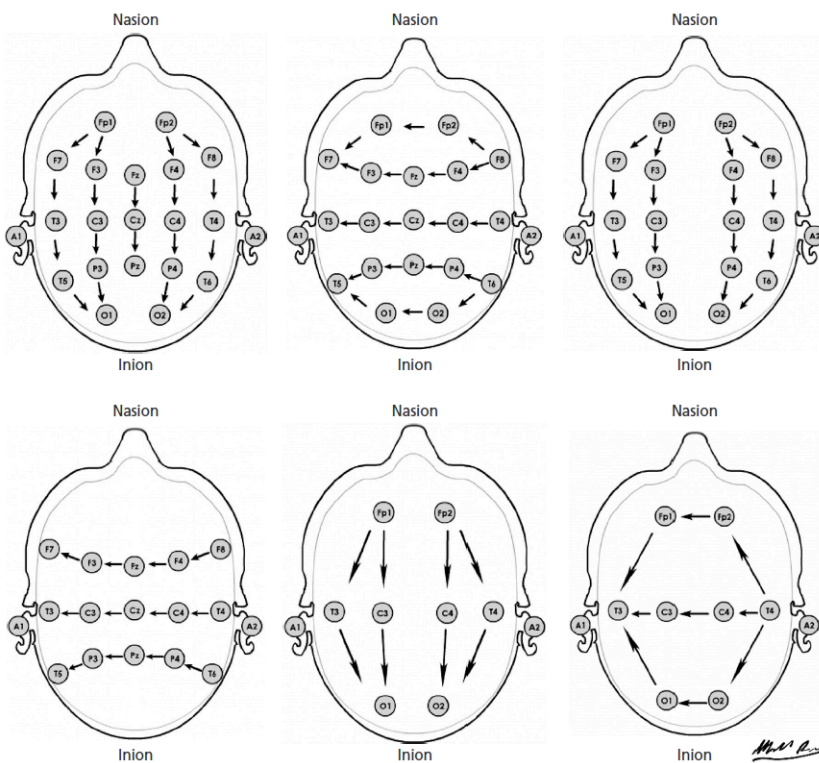 Nasion
Fp1 Fp2
F7 F3 Fz F4 F8
A1 T3 C3 Cz C4 T4 A2
T5 P3 Pz P4 T6
O1 O2
Inion
Nasion
Fp1 Fp2
F7 F3 Fz F4 F8
A1 T3 C3 Cz C4 T4 A2
T5 P3 Pz P4 T6
O1 O2
Inion
Nasion
Fp1 Fp2
F7 F3 F4 F8
A1 T3 C3 C4 T4 A2
T5 P3 P4 T6
O1 O2
Inion
Nasion
F7 F3 Fz F4 F8
A1 T3 C3 Cz C4 T4 A2
T5 P3 Pz P4 T6
Inion
Nasion
Fp1 Fp2
A1 T3 C3 C4 T4 A2
O1 O2
Inion
Nasion
Fp1 Fp2
A1 T3 C3 C4 T4 A2
O1 O2
Inion